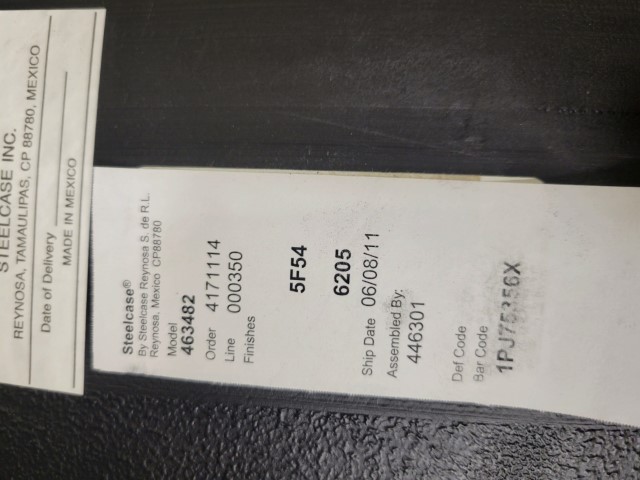 STEELCASE INC.
REYNOSA, TAMAULIPAS, CP 88780, MEXICO
Date of Delivery
MADE IN MEXICO
Steelcase®
By Steelcase Reynosa S. de R.L.
Reynosa. Mexico CP88780
Model
463482
Order 4171114
Line 000350
Finishes
5F54
6205
Ship Date 06/08/11
Assembled By:
446301
Def Code
Bar Code